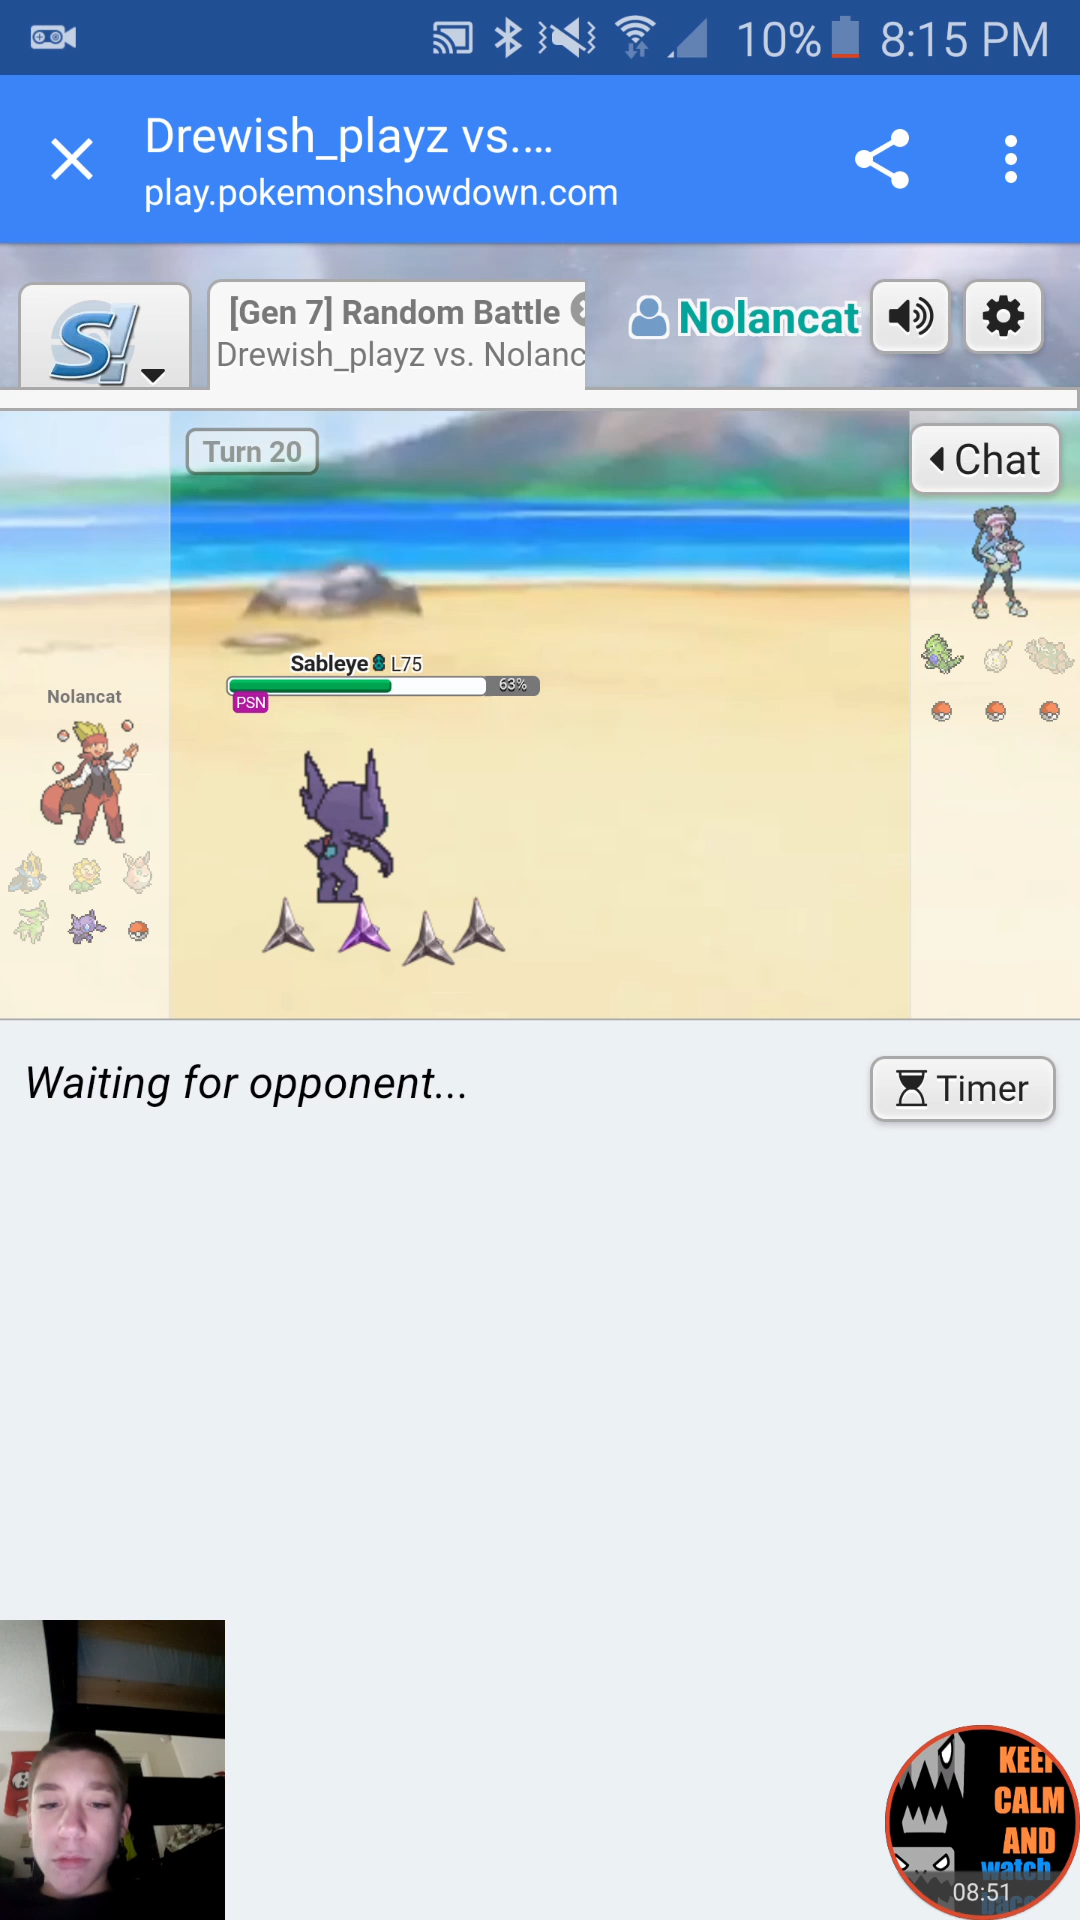 10% 8:15 PM
Drewish_playz vs....
play.pokemonshowdown.com
[Gen 7] Random Battle
Drewish_playz vs. Nolanc
Nolancat
Turn 20
Chat
Sableye L75
63%
PSN
Nolancat
Waiting for opponent...
Timer
KEEP
CALM
AND
watch
08:51